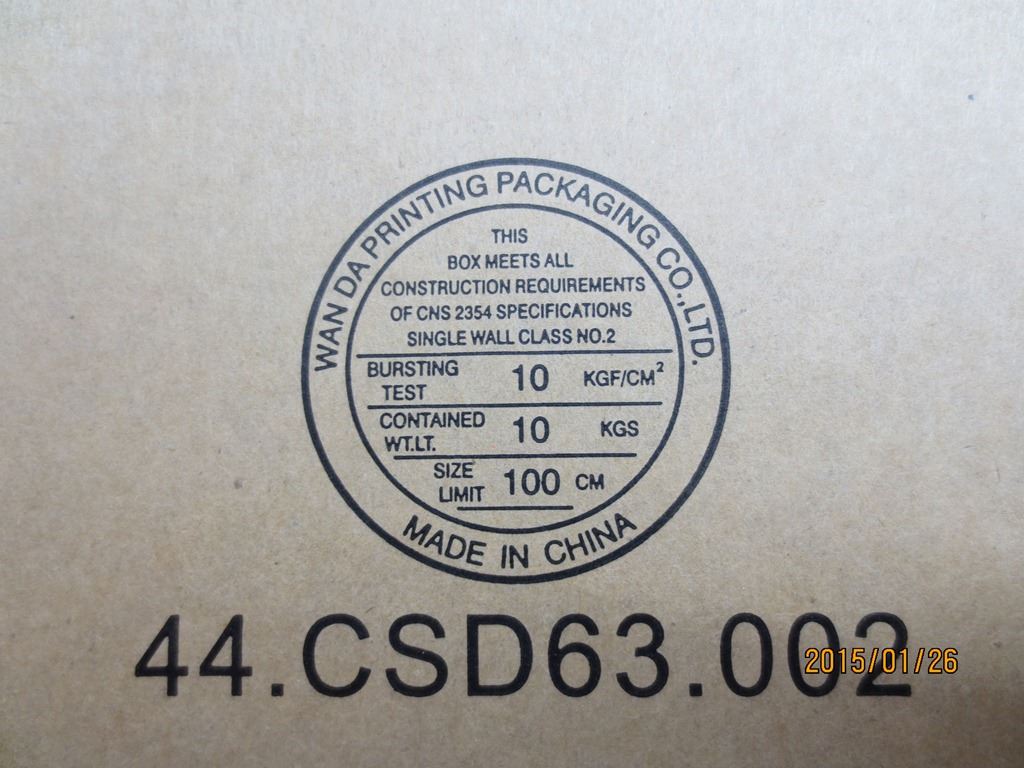 WAN DA PRINTING PACKAGING CO.,LTD.
THIS
BOX MEETS ALL
CONSTRUCTION REQUIREMENTS
OF CNS 2354 SPECIFICATIONS
SINGLE WALL CLASS NO.2
BURSTING TEST 10 KGF/CM²
CONTAINED WT.LT. 10 KGS
SIZE LIMIT 100 CM
MADE IN CHINA
44.CSD63.002
2015/01/26